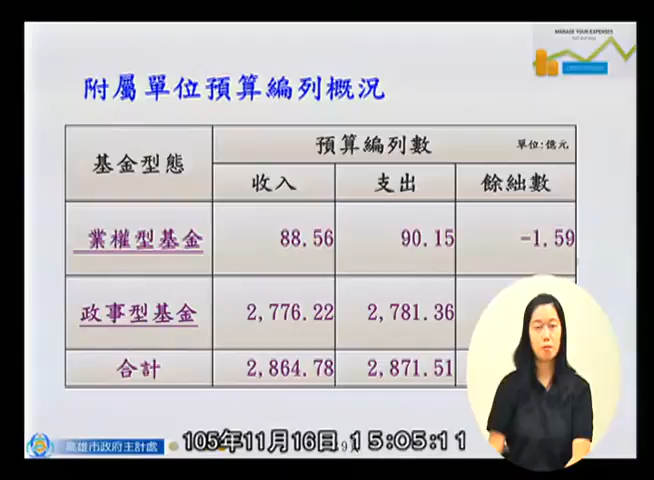 MANAGE YOUR EXPENSES
附屬單位預算編列概況
基金型態 預算編列數 單位:億元
收入 支出 餘絀數
業權型基金 88.56 90.15 -1.59
政事型基金 2,776.22 2,781.36
合計 2,864.78 2,871.51
高雄市政府主計處
105年11月16日 15:05:11